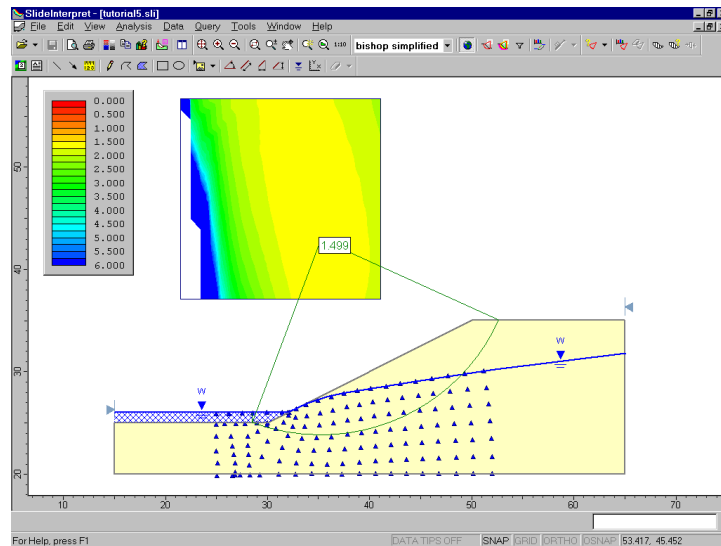 SlideInterpret - [tutorial5.sli]
File Edit View Analysis Data Query Tools Window Help
1:10 bishop simplified
0.000
0.500
1.000
1.500
2.000
2.500
3.000
3.500
4.000
4.500
5.000
5.500
6.000
1.499
W
W
50
40
30
20
10 20 30 40 50 60 70
For Help, press F1
DATA TIPS OFF SNAP GRID ORTHO OSNAP 53.417, 45.452